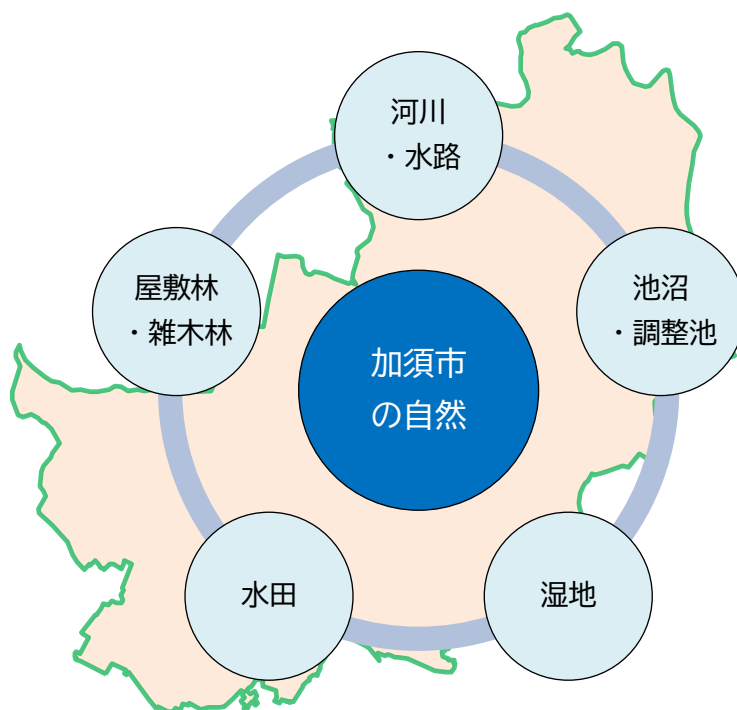 河川
・水路
屋敷林
・雑木林
池沼
・調整池
加須市
の自然
水田
湿地